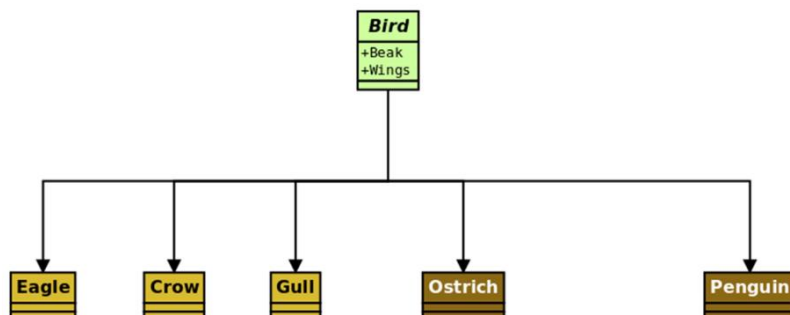 Bird
+Beak
+Wings
Eagle
Crow
Gull
Ostrich
Penguin